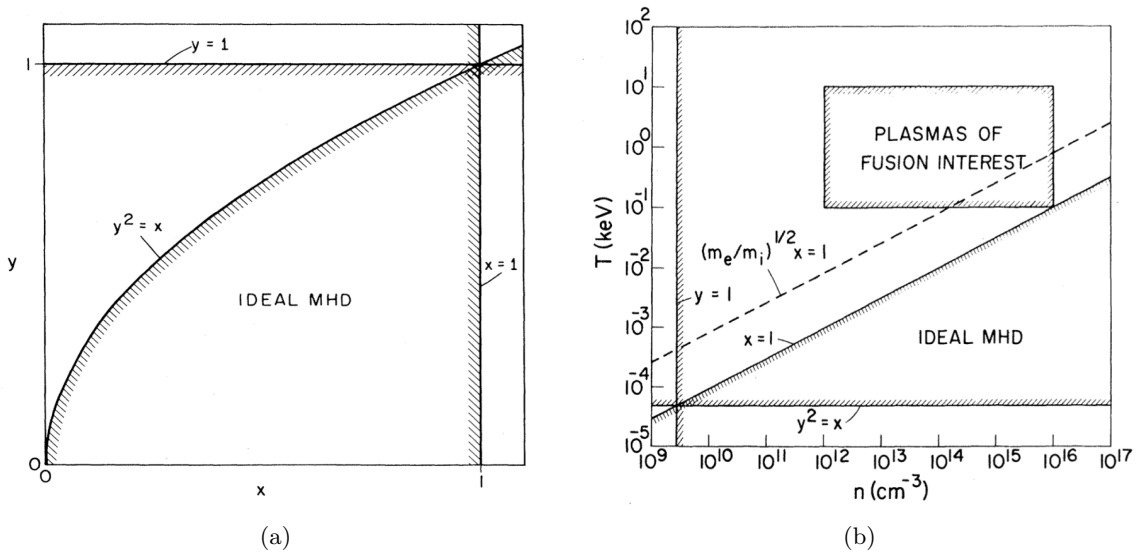 y = 1
1
y² = x
x = 1
y
IDEAL MHD
0
0
x
1
(a)
10²
10¹
10⁰
10⁻¹
10⁻²
10⁻³
10⁻⁴
10⁻⁵
T (keV)
PLASMAS OF
FUSION INTEREST
(mₑ/mᵢ)^1/2 x = 1
y = 1
x = 1
IDEAL MHD
y² = x
10⁹
10¹⁰
10¹¹
10¹²
10¹³
10¹⁴
10¹⁵
10¹⁶
10¹⁷
n (cm⁻³)
(b)